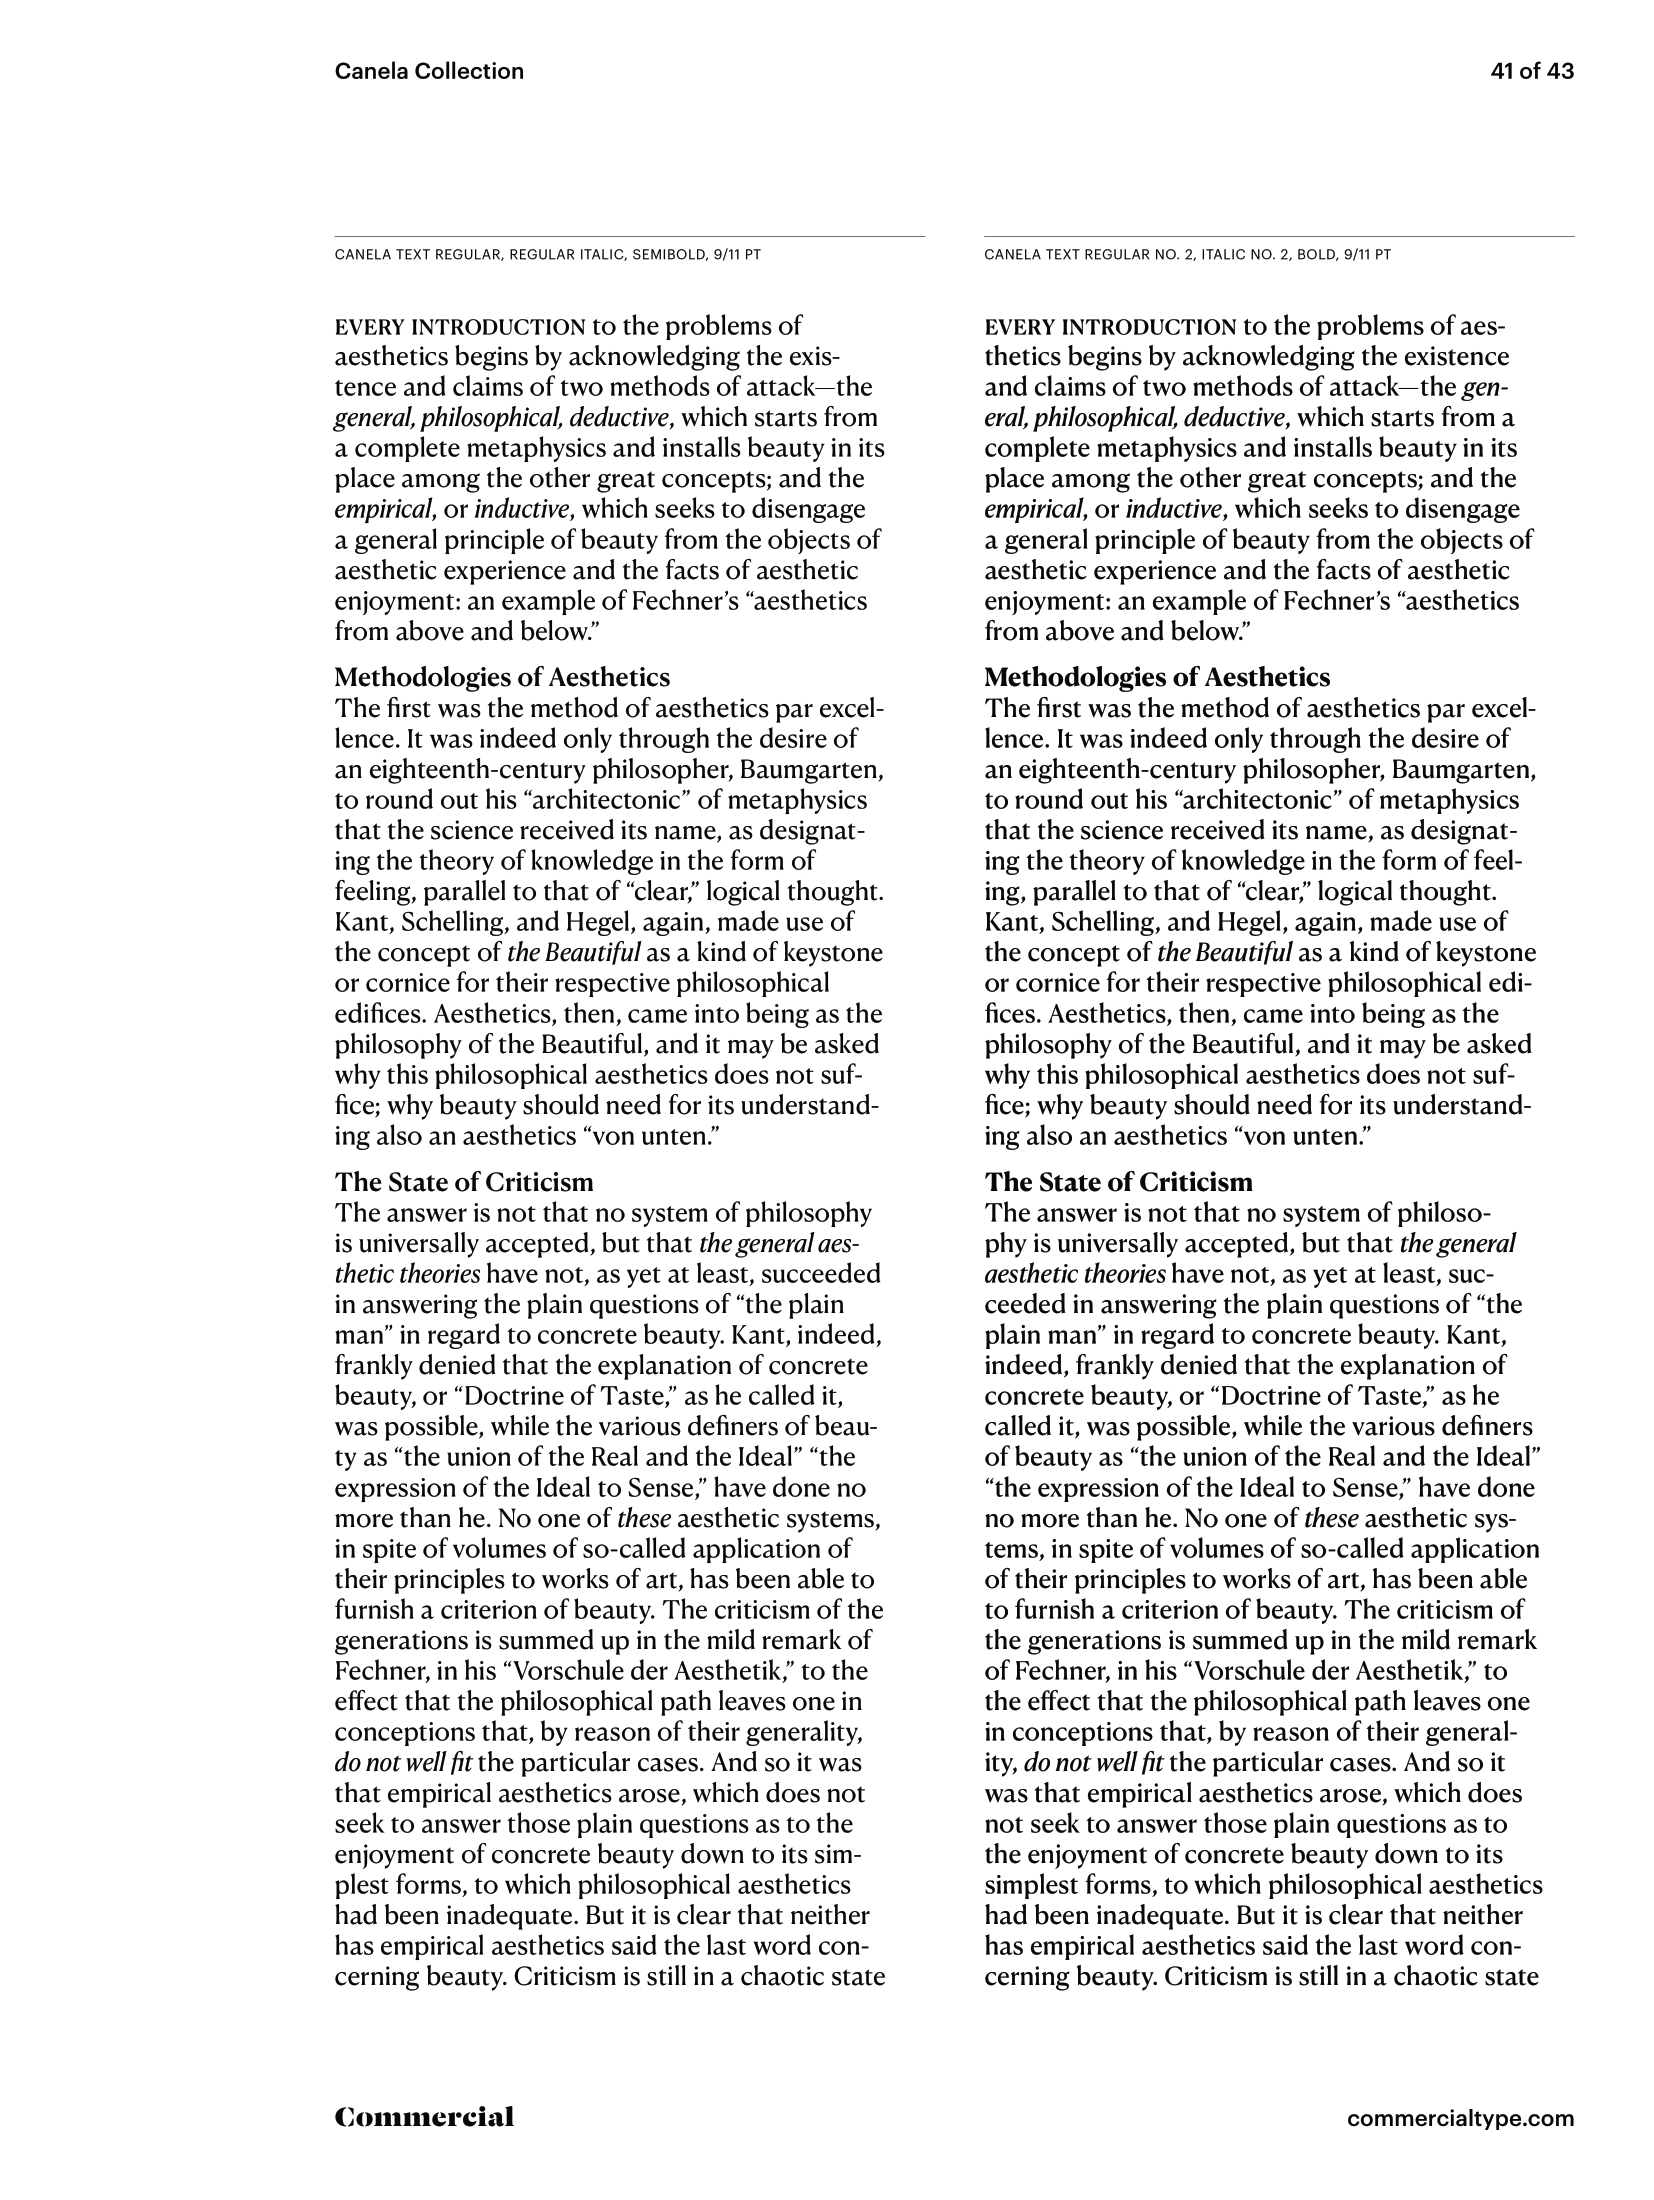 Canela Collection
41 of 43
CANELA TEXT REGULAR, REGULAR ITALIC, SEMIBOLD, 9/11 PT
EVERY INTRODUCTION to the problems of
aesthetics begins by acknowledging the exis-
tence and claims of two methods of attack—the
general, philosophical, deductive, which starts from
a complete metaphysics and installs beauty in its
place among the other great concepts; and the
empirical, or inductive, which seeks to disengage
a general principle of beauty from the objects of
aesthetic experience and the facts of aesthetic
enjoyment: an example of Fechner’s “aesthetics
from above and below.”
Methodologies of Aesthetics
The first was the method of aesthetics par excel-
lence. It was indeed only through the desire of
an eighteenth-century philosopher, Baumgarten,
to round out his “architectonic” of metaphysics
that the science received its name, as designat-
ing the theory of knowledge in the form of
feeling, parallel to that of “clear,” logical thought.
Kant, Schelling, and Hegel, again, made use of
the concept of the Beautiful as a kind of keystone
or cornice for their respective philosophical
edifices. Aesthetics, then, came into being as the
philosophy of the Beautiful, and it may be asked
why this philosophical aesthetics does not suf-
fice; why beauty should need for its understand-
ing also an aesthetics “von unten.”
The State of Criticism
The answer is not that no system of philosophy
is universally accepted, but that the general aes-
thetic theories have not, as yet at least, succeeded
in answering the plain questions of “the plain
man” in regard to concrete beauty. Kant, indeed,
frankly denied that the explanation of concrete
beauty, or “Doctrine of Taste,” as he called it,
was possible, while the various definers of beau-
ty as “the union of the Real and the Ideal” “the
expression of the Ideal to Sense,” have done no
more than he. No one of these aesthetic systems,
in spite of volumes of so-called application of
their principles to works of art, has been able to
furnish a criterion of beauty. The criticism of the
generations is summed up in the mild remark of
Fechner, in his “Vorschule der Aesthetik,” to the
effect that the philosophical path leaves one in
conceptions that, by reason of their generality,
do not well fit the particular cases. And so it was
that empirical aesthetics arose, which does not
seek to answer those plain questions as to the
enjoyment of concrete beauty down to its sim-
plest forms, to which philosophical aesthetics
had been inadequate. But it is clear that neither
has empirical aesthetics said the last word con-
cerning beauty. Criticism is still in a chaotic state
CANELA TEXT REGULAR NO. 2, ITALIC NO. 2, BOLD, 9/11 PT
EVERY INTRODUCTION to the problems of aes-
thetics begins by acknowledging the existence
and claims of two methods of attack—the gen-
eral, philosophical, deductive, which starts from a
complete metaphysics and installs beauty in its
place among the other great concepts; and the
empirical, or inductive, which seeks to disengage
a general principle of beauty from the objects of
aesthetic experience and the facts of aesthetic
enjoyment: an example of Fechner’s “aesthetics
from above and below.”
Methodologies of Aesthetics
The first was the method of aesthetics par excel-
lence. It was indeed only through the desire of
an eighteenth-century philosopher, Baumgarten,
to round out his “architectonic” of metaphysics
that the science received its name, as designat-
ing the theory of knowledge in the form of feel-
ing, parallel to that of “clear,” logical thought.
Kant, Schelling, and Hegel, again, made use of
the concept of the Beautiful as a kind of keystone
or cornice for their respective philosophical edi-
fices. Aesthetics, then, came into being as the
philosophy of the Beautiful, and it may be asked
why this philosophical aesthetics does not suf-
fice; why beauty should need for its understand-
ing also an aesthetics “von unten.”
The State of Criticism
The answer is not that no system of philoso-
phy is universally accepted, but that the general
aesthetic theories have not, as yet at least, suc-
ceeded in answering the plain questions of “the
plain man” in regard to concrete beauty. Kant,
indeed, frankly denied that the explanation of
concrete beauty, or “Doctrine of Taste,” as he
called it, was possible, while the various definers
of beauty as “the union of the Real and the Ideal”
“the expression of the Ideal to Sense,” have done
no more than he. No one of these aesthetic sys-
tems, in spite of volumes of so-called application
of their principles to works of art, has been able
to furnish a criterion of beauty. The criticism of
the generations is summed up in the mild remark
of Fechner, in his “Vorschule der Aesthetik,” to
the effect that the philosophical path leaves one
in conceptions that, by reason of their general-
ity, do not well fit the particular cases. And so it
was that empirical aesthetics arose, which does
not seek to answer those plain questions as to
the enjoyment of concrete beauty down to its
simplest forms, to which philosophical aesthetics
had been inadequate. But it is clear that neither
has empirical aesthetics said the last word con-
cerning beauty. Criticism is still in a chaotic state
Commercial
commercialtype.com